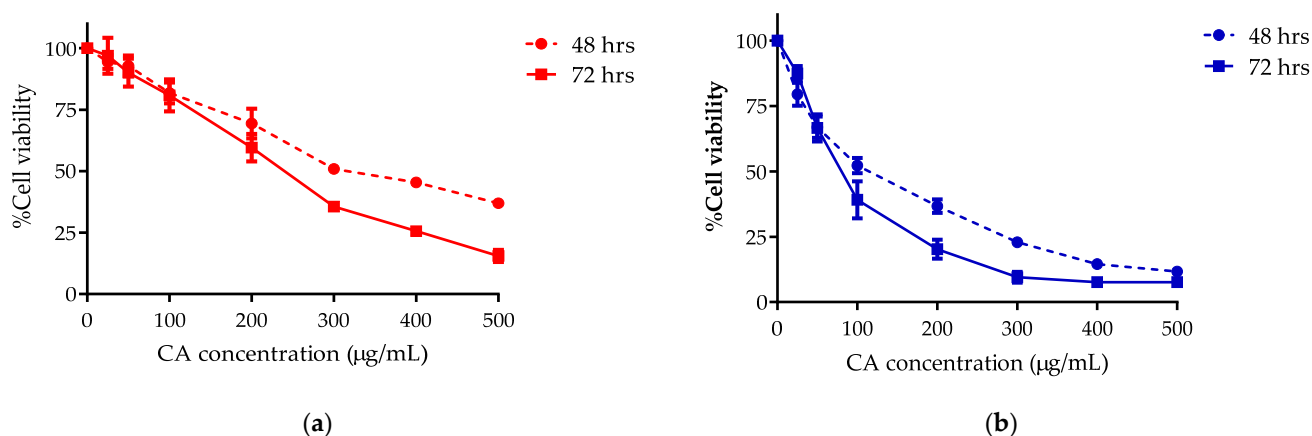 48 hrs
72 hrs
100
75
50
25
0
%Cell viability
0 100 200 300 400 500
CA concentration (µg/mL)
(a)
48 hrs
72 hrs
100
75
50
25
0
%Cell viability
0 100 200 300 400 500
CA concentration (µg/mL)
(b)